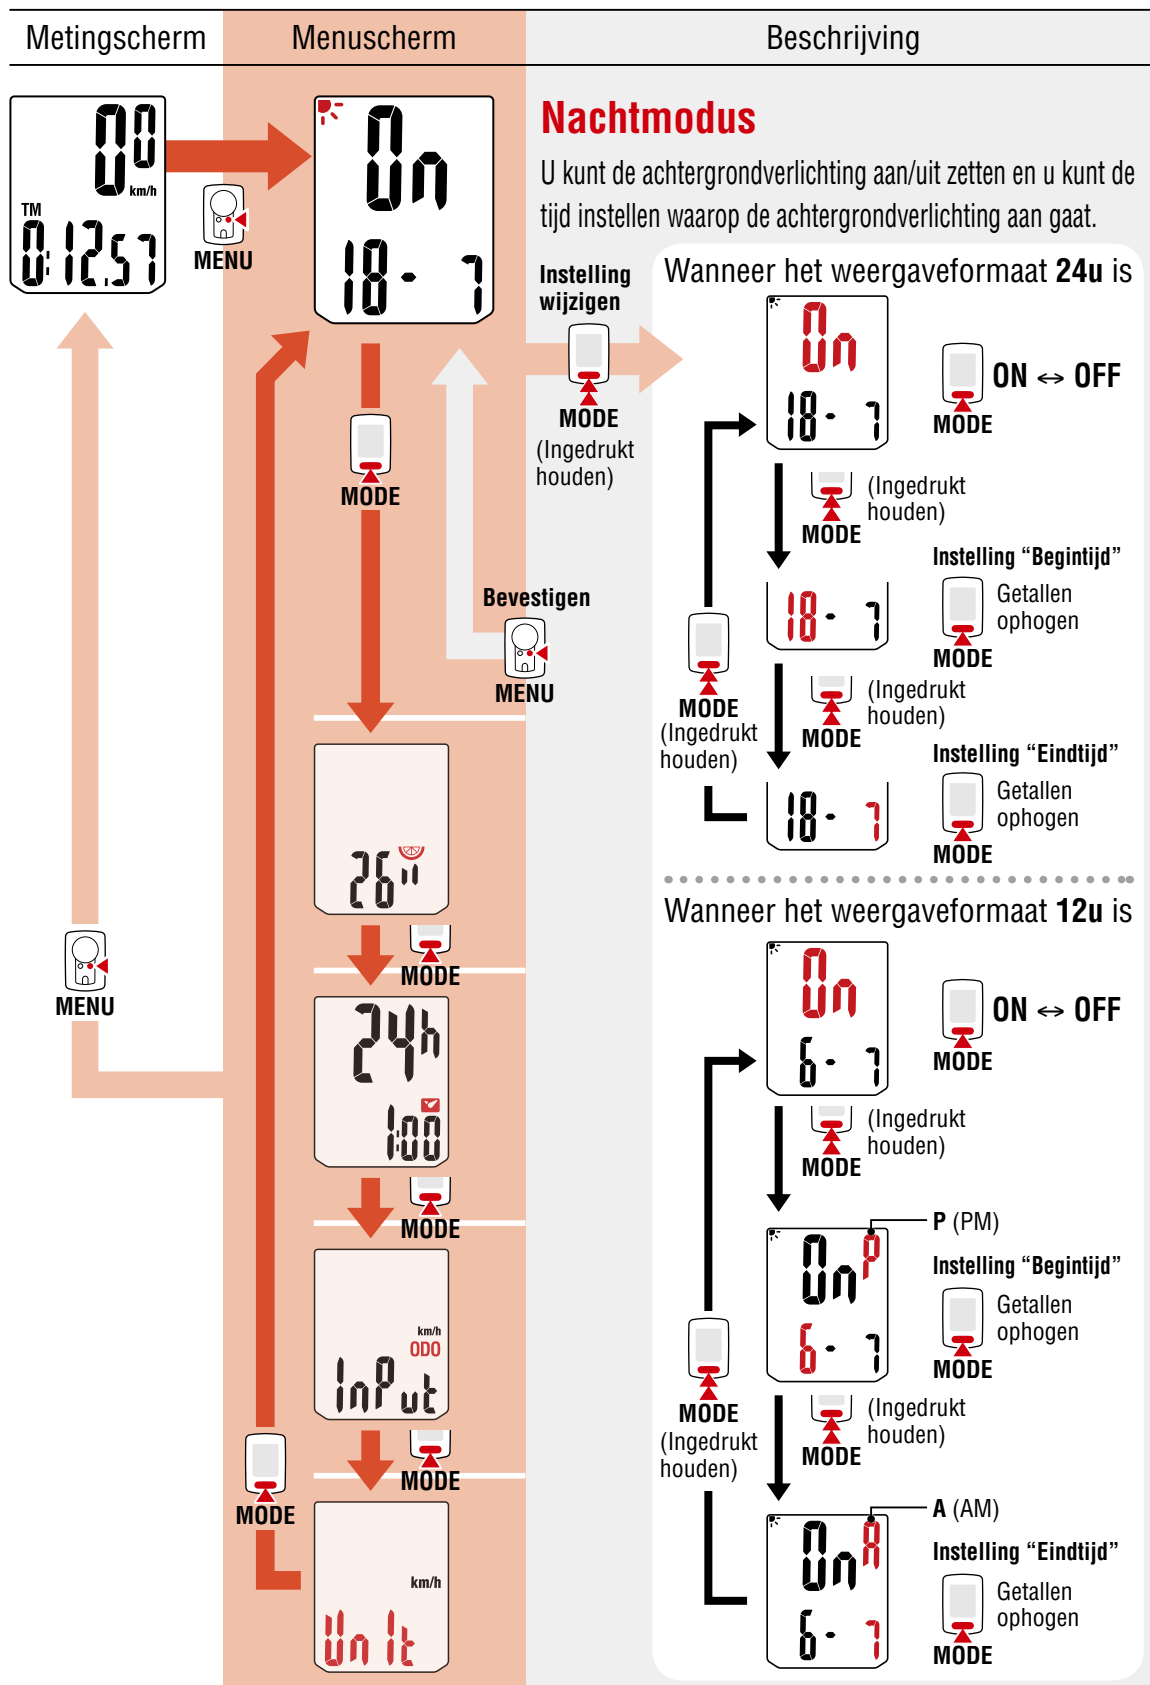 Metingscherm
Menuscherm
Beschrijving
0 0
km/h
TM
0:12.57
MENU
On
18- 7
MODE
Nachtmodus
U kunt de achtergrondverlichting aan/uit zetten en u kunt de
tijd instellen waarop de achtergrondverlichting aan gaat.
Instelling
wijzigen
MODE
(Ingedrukt
houden)
Bevestigen
MENU
26"
MODE
24h
1:00
MODE
km/h
ODO
InPut
MODE
km/h
Unit
MODE
MENU
Wanneer het weergaveformaat 24u is
On
18- 7
MODE
ON ↔ OFF
MODE
(Ingedrukt
houden)
18- 7
Instelling “Begintijd”
Getallen
ophogen
MODE
MODE
(Ingedrukt
houden)
MODE
(Ingedrukt
houden)
18- 7
Instelling “Eindtijd”
Getallen
ophogen
MODE
Wanneer het weergaveformaat 12u is
On
6- 7
MODE
ON ↔ OFF
MODE
(Ingedrukt
houden)
On P
6- 7
P (PM)
Instelling “Begintijd”
Getallen
ophogen
MODE
MODE
(Ingedrukt
houden)
MODE
(Ingedrukt
houden)
On A
6- 7
A (AM)
Instelling “Eindtijd”
Getallen
ophogen
MODE